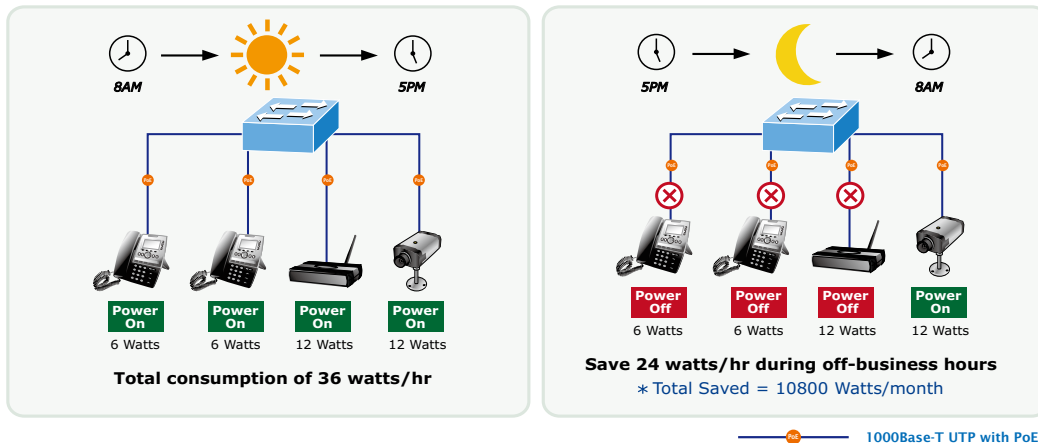 8AM
5PM
PoE
PoE
PoE
PoE
Power
On
Power
On
Power
On
Power
On
6 Watts
6 Watts
12 Watts
12 Watts
Total consumption of 36 watts/hr
5PM
8AM
PoE
PoE
PoE
PoE
Power
Off
Power
Off
Power
Off
Power
On
6 Watts
6 Watts
12 Watts
12 Watts
Save 24 watts/hr during off-business hours
* Total Saved = 10800 Watts/month
PoE
1000Base-T UTP with PoE